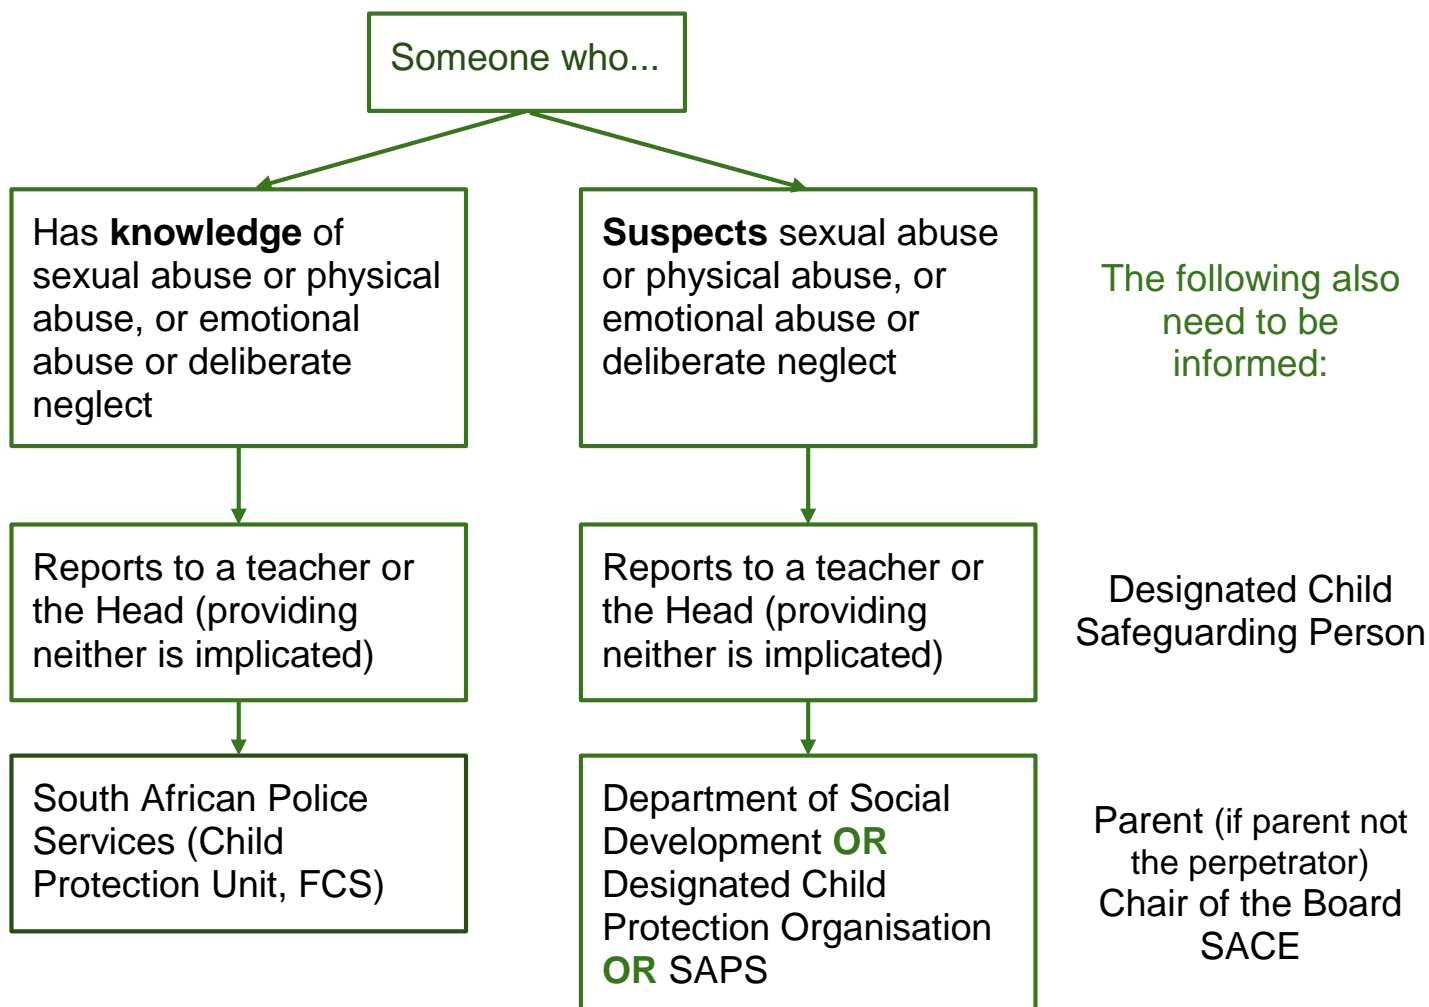 Someone who...
Has knowledge of
sexual abuse or physical
abuse, or emotional
abuse or deliberate
neglect
Suspects sexual abuse
or physical abuse, or
emotional abuse or
deliberate neglect
The following also
need to be
informed:
Reports to a teacher or
the Head (providing
neither is implicated)
Reports to a teacher or
the Head (providing
neither is implicated)
Designated Child
Safeguarding Person
South African Police
Services (Child
Protection Unit, FCS)
Department of Social
Development OR
Designated Child
Protection Organisation
OR SAPS
Parent (if parent not
the perpetrator)
Chair of the Board
SACE